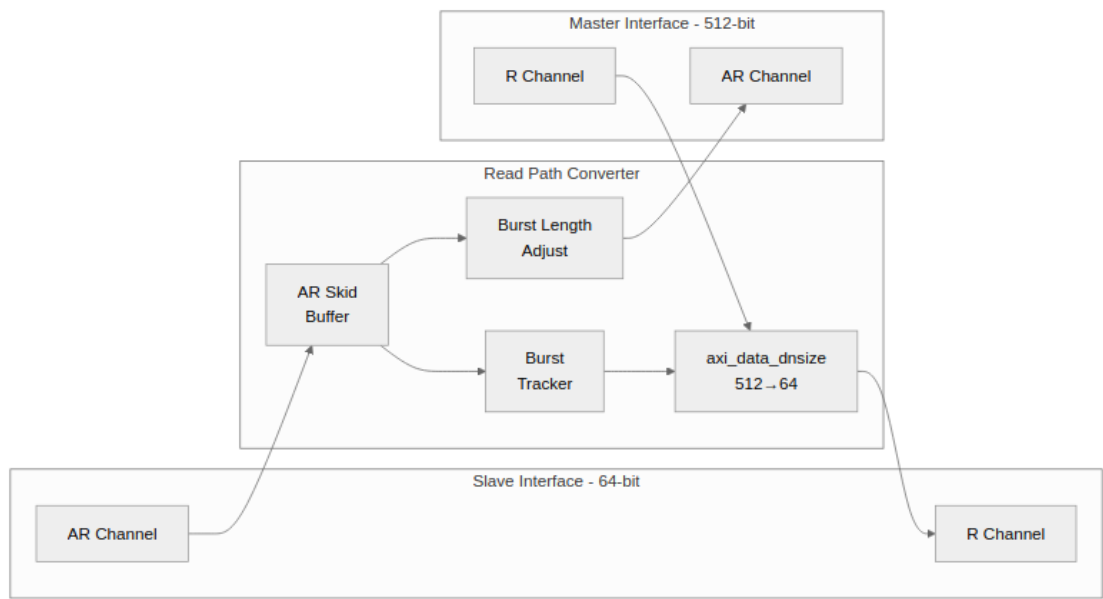 Master Interface - 512-bit
R Channel
AR Channel
Read Path Converter
Burst Length
Adjust
AR Skid
Buffer
Burst
Tracker
axi_data_dnsize
512→64
Slave Interface - 64-bit
AR Channel
R Channel